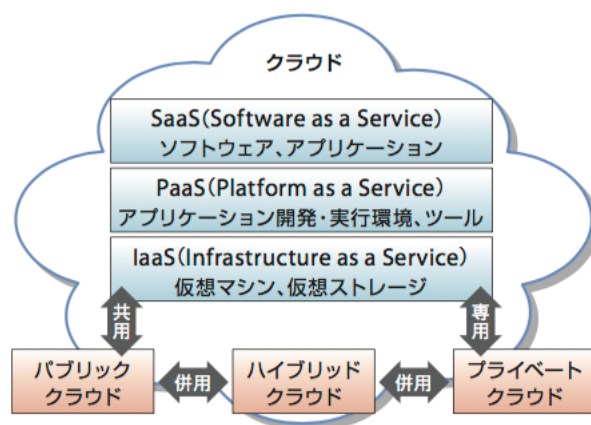 クラウド
SaaS(Software as a Service)
ソフトウェア、アプリケーション
PaaS(Platform as a Service)
アプリケーション開発・実行環境、ツール
IaaS(Infrastructure as a Service)
仮想マシン、仮想ストレージ
共用
専用
パブリック
クラウド
併用
ハイブリッド
クラウド
併用
プライベート
クラウド